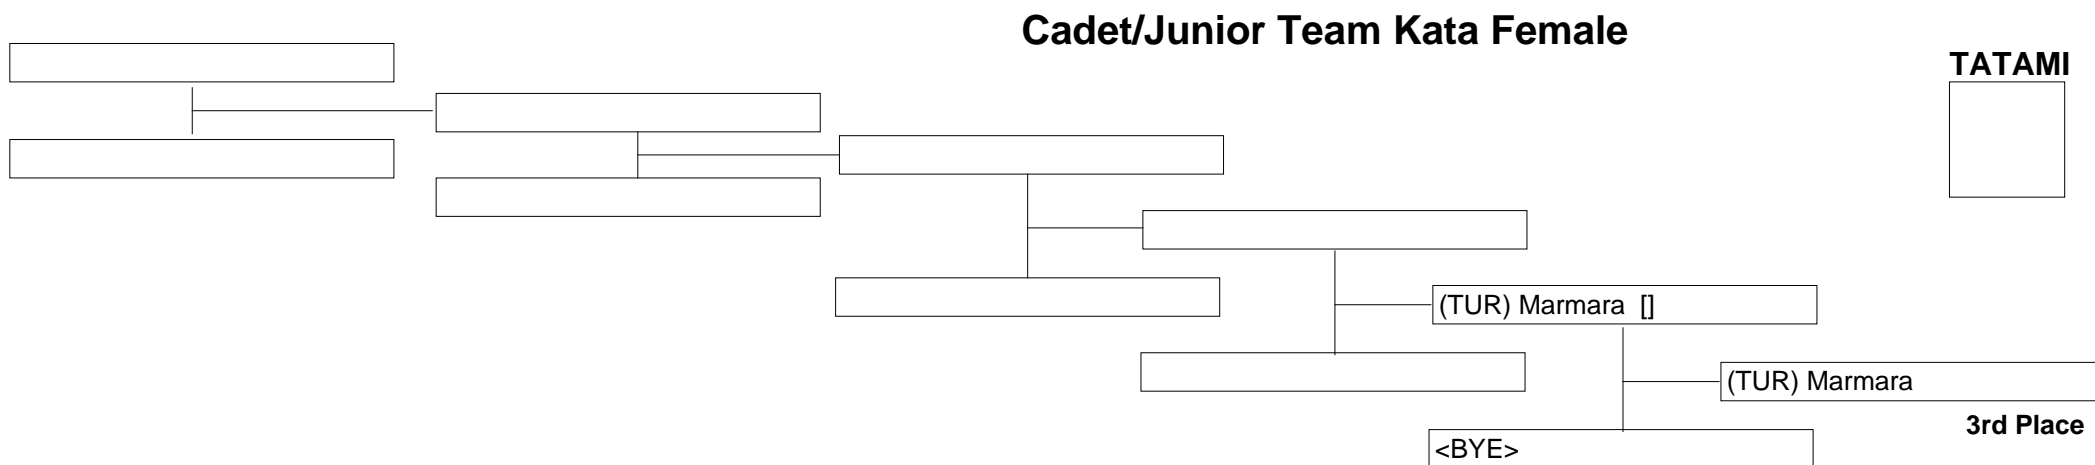 Cadet/Junior Team Kata Female
TATAMI
(TUR) Marmara []
(TUR) Marmara
3rd Place
<BYE>